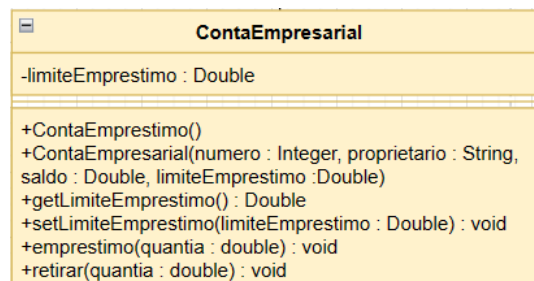 ContaEmpresarial
-limiteEmprestimo : Double
+ContaEmprestimo()
+ContaEmpresarial(numero : Integer, proprietario : String,
saldo : Double, limiteEmprestimo :Double)
+getLimiteEmprestimo() : Double
+setLimiteEmprestimo(limiteEmprestimo : Double) : void
+emprestimo(quantia : double) : void
+retirar(quantia : double) : void